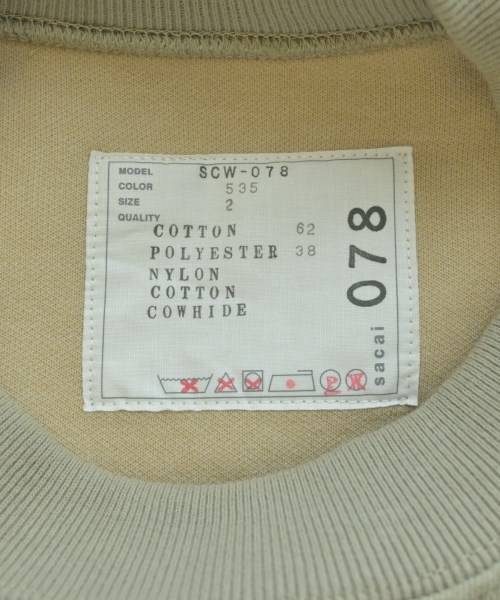 MODEL SCW-078
COLOR 535
SIZE 2
QUALITY
COTTON 62
POLYESTER 38
NYLON
COTTON
COWHIDE
P W
sacai 078